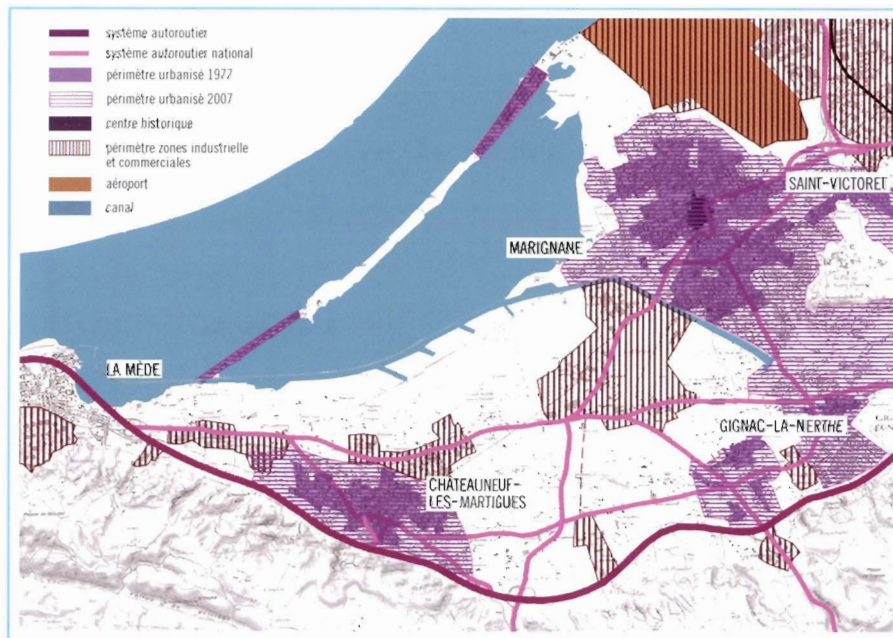 système autoroutier
système autoroutier national
périmètre urbanisé 1977
périmètre urbanisé 2007
centre historique
périmètre zones industrielle
et commerciales
aéroport
canal
SAINT-VICTORET
MARIGNANE
LA MÈDE
GIGNAC-LA-NERTHE
CHÂTEAUNEUF-
LES-MARTIGUES